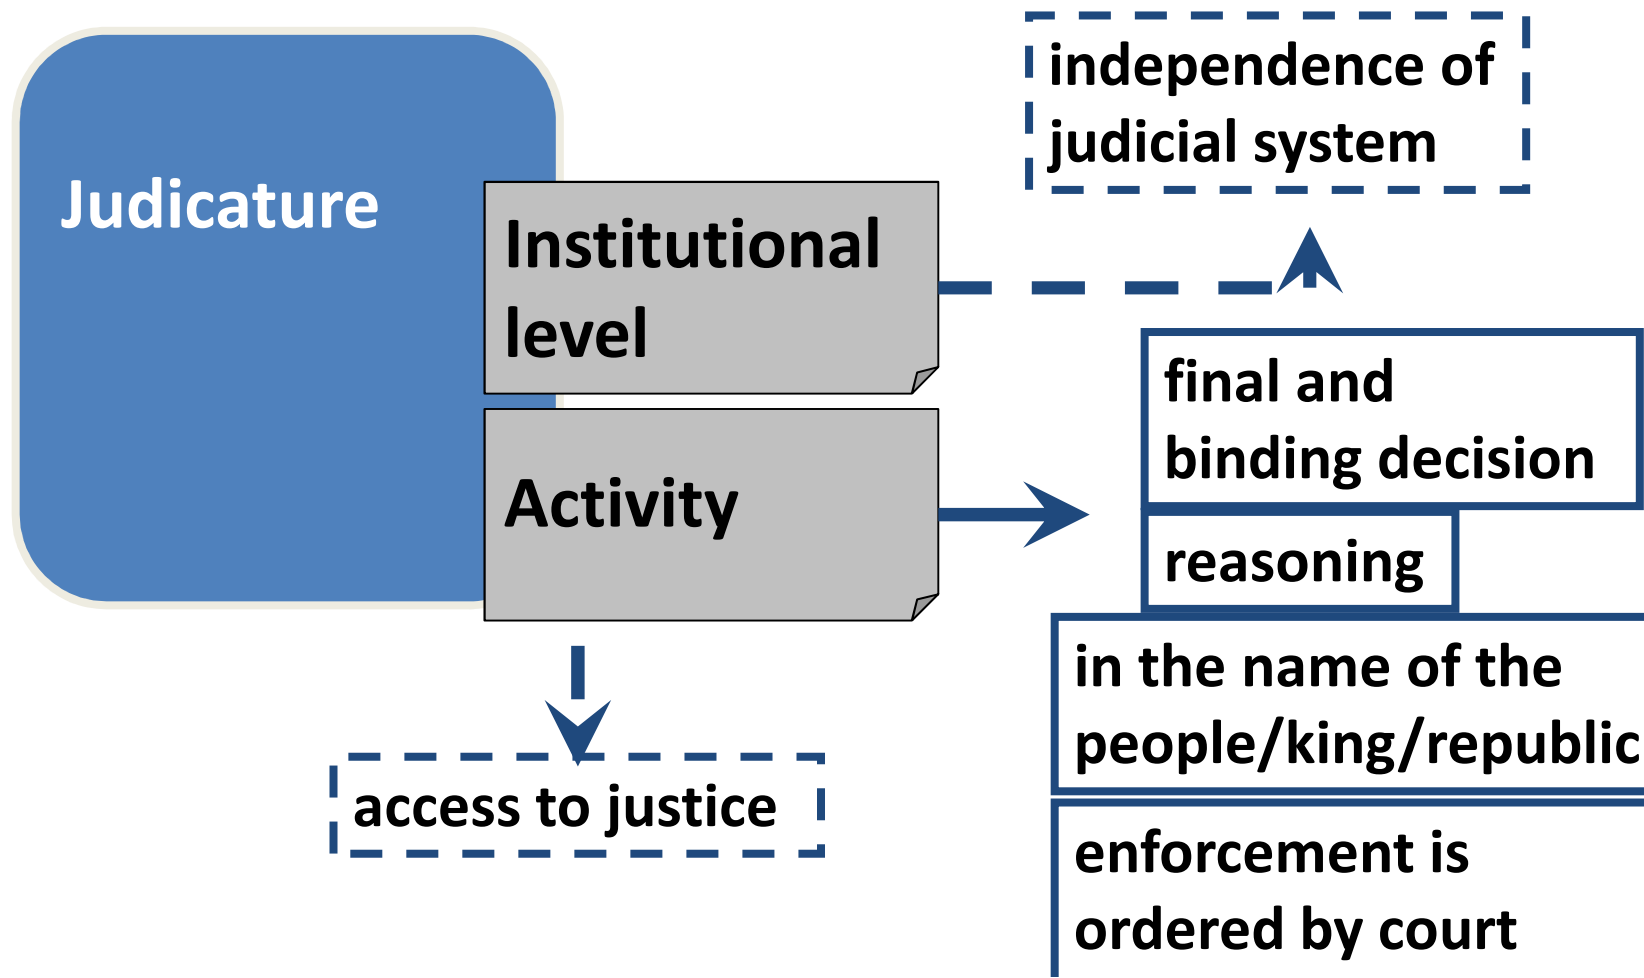 Judicature
Institutional
level
Activity
independence of
judicial system
final and
binding decision
reasoning
in the name of the
people/king/republic
enforcement is
ordered by court
access to justice